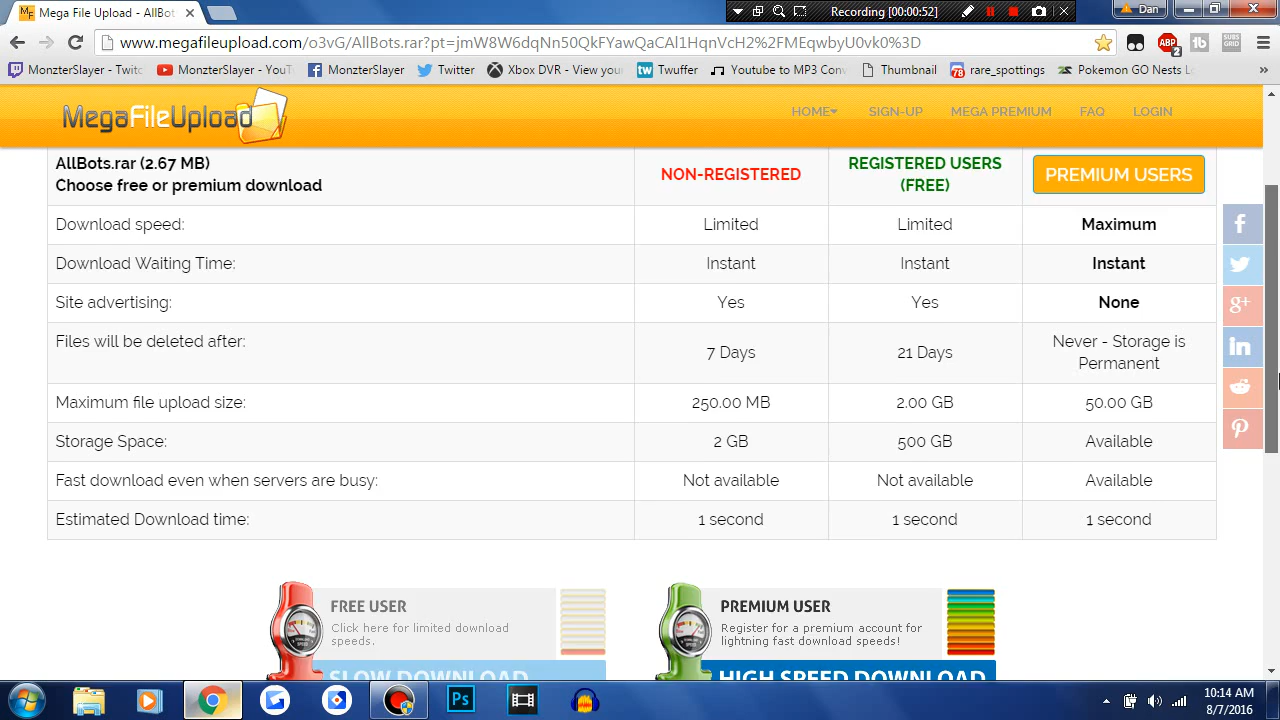 Mega File Upload - AllBot
Recording [00:00:52]
Dan
www.megafileupload.com/o3vG/AllBots.rar?pt=
MonzterSlayer - Twitc
MonzterSlayer - YouT
MonzterSlayer
Twitter
Xbox DVR - View your
Twuffer
Youtube to MP3 Conv
Thumbnail
rare_spottings
Pokemon GO Nests Lo
MegaFileUpload
HOME
SIGN-UP
MEGA PREMIUM
FAQ
LOGIN
AllBots.rar (2.67 MB)
Choose free or premium download
NON-REGISTERED
REGISTERED USERS
(FREE)
PREMIUM USERS
Download speed: Limited Limited Maximum
Download Waiting Time: Instant Instant Instant
Site advertising: Yes Yes None
Files will be deleted after: 7 Days 21 Days Never - Storage is
Permanent
Maximum file upload size: 250.00 MB 2.00 GB 50.00 GB
Storage Space: 2 GB 500 GB Available
Fast download even when servers are busy: Not available Not available Available
Estimated Download time: 1 second 1 second 1 second
FREE USER
Click here for limited download
speeds.
SLOW DOWNLOAD
PREMIUM USER
Register for a premium account for
lightning fast download speeds!
HIGH SPEED DOWNLOAD
10:14 AM
8/7/2016